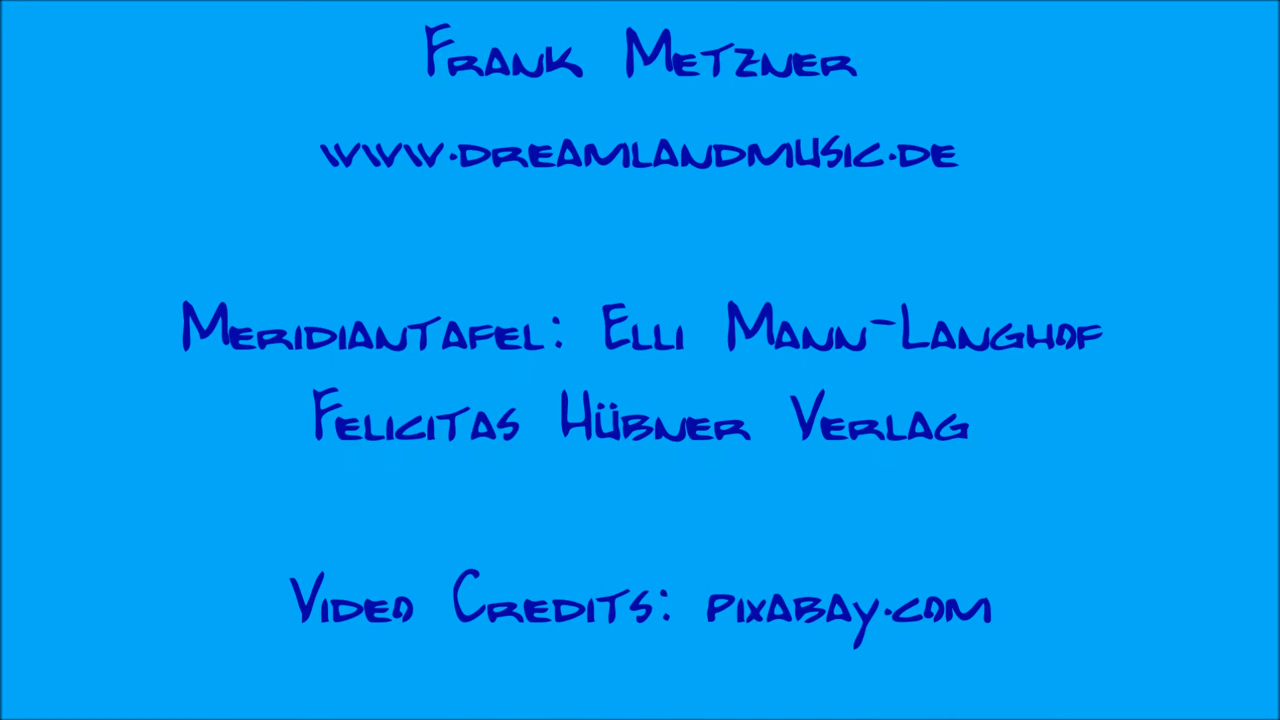 Frank Metzner
www.dreamlandmusic.de
Meridiantafel: Elli Mann-Langhof
Felicitas Hübner Verlag
Video Credits: pixabay.com